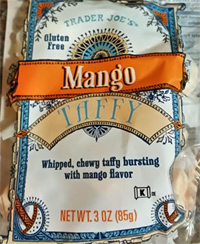 TRADER JOE'S
Gluten
Free
Mango
TAFFY
Whipped, chewy taffy bursting
with mango flavor
K
NET WT. 3 OZ (85g)